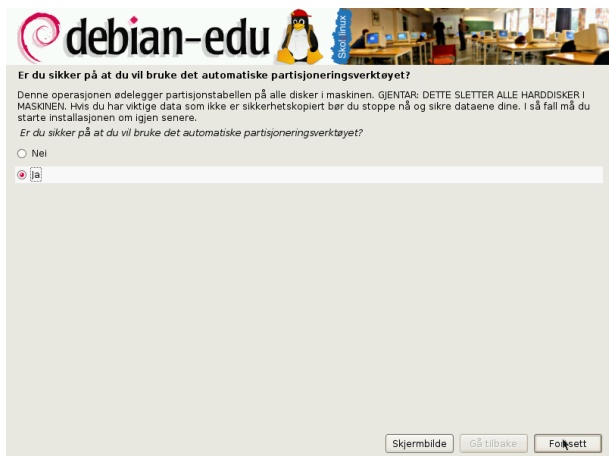 debian-edu
Skolelinux
Er du sikker på at du vil bruke det automatiske partisjoneringsverktøyet?
Denne operasjonen ødelegger partisjonstabellen på alle disker i maskinen. GJENTAR: DETTE SLETTER ALLE HARDDISKER I
MASKINEN. Hvis du har viktige data som ikke er sikkerhetskopiert bør du stoppe nå og sikre dataene dine. I så fall må du
starte installasjonen om igjen senere.
Er du sikker på at du vil bruke det automatiske partisjoneringsverktøyet?
Nei
Ja
Skjermbilde
Gå tilbake
Fortsett